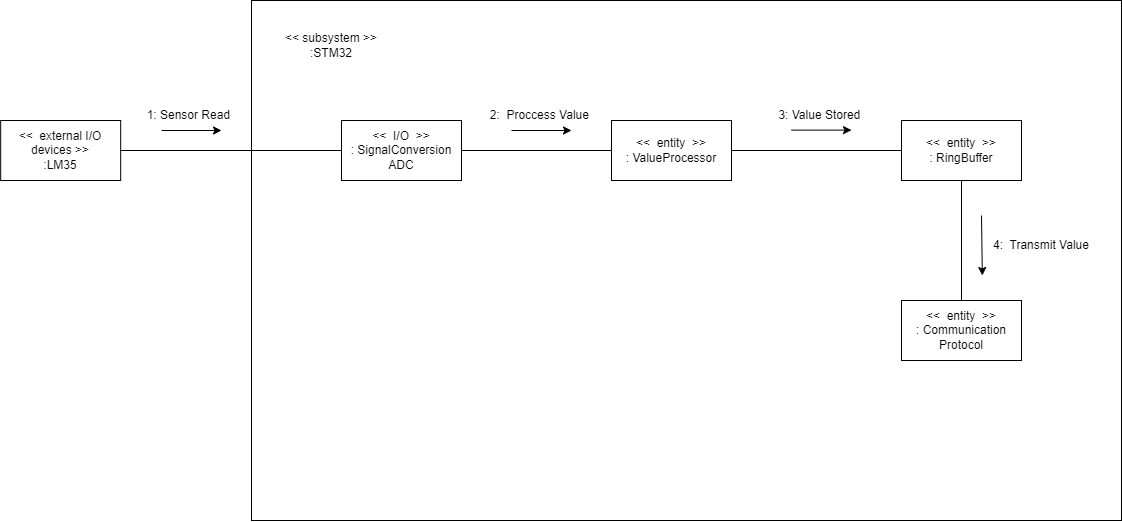 << subsystem >>
:STM32
1: Sensor Read
2:  Proccess Value
3: Value Stored
<<  external I/O
devices >>
:LM35
<<  I/O  >>
: SignalConversion
ADC
<<  entity  >>
: ValueProcessor
<<  entity  >>
: RingBuffer
4:  Transmit Value
<<  entity  >>
: Communication
Protocol